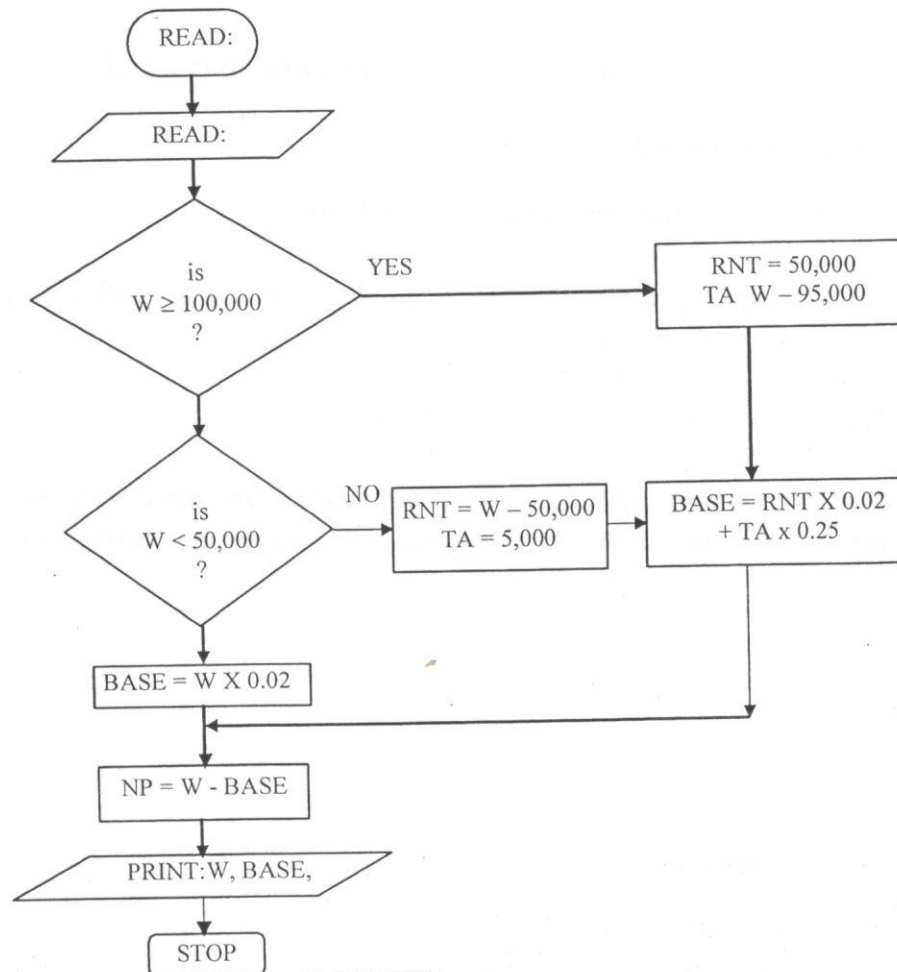 READ:
READ:
is
W ≥ 100,000
?
YES
RNT = 50,000
TA W – 95,000
is
W < 50,000
?
NO
RNT = W – 50,000
TA = 5,000
BASE = RNT X 0.02
+ TA x 0.25
BASE = W X 0.02
NP = W - BASE
PRINT:W, BASE,
STOP